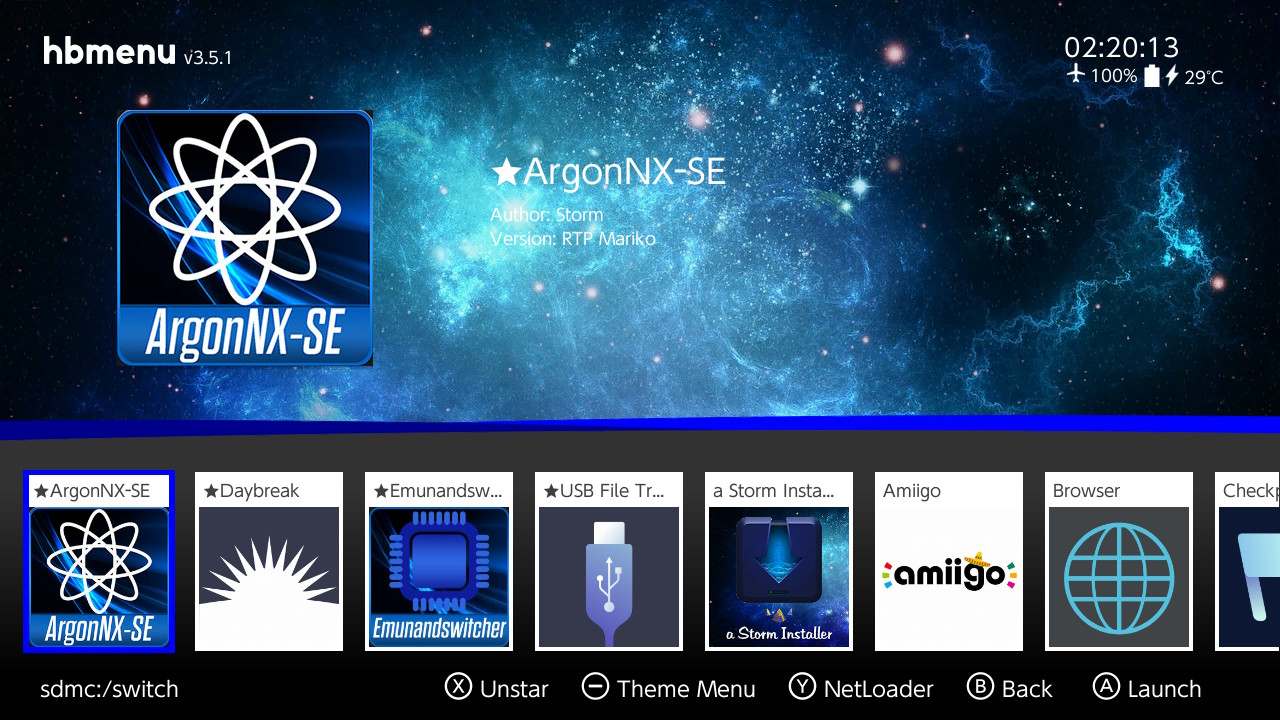 hbmenu v3.5.1
02:20:13
100% 29°C
ArgonNX-SE
★ArgonNX-SE
Author: Storm
Version: RTP Mariko
★ArgonNX-SE
★Daybreak
★Emunandsw...
★USB File Tr...
a Storm Insta...
Amiigo
Browser
Checkp
ArgonNX-SE
Emunandswitcher
a Storm Installer
amiigo
sdmc:/switch
X Unstar
Theme Menu
Y NetLoader
B Back
A Launch